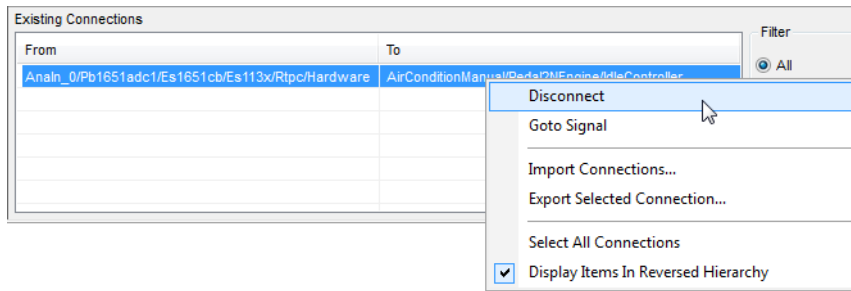 Existing Connections
Filter
From To
All
AnaIn_0/Pb1651adc1/Es1651cb/Es113x/Rtpc/Hardware AirConditionManual/Pedal2NEngine/IdleController
Disconnect
Goto Signal
Import Connections...
Export Selected Connection...
Select All Connections
Display Items In Reversed Hierarchy